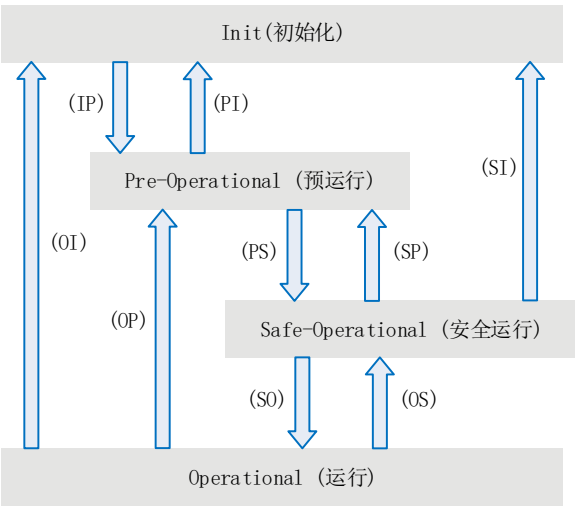 Init(初始化)
(IP)
(PI)
(SI)
Pre-Operational (预运行)
(OI)
(PS)
(SP)
(OP)
Safe-Operational (安全运行)
(SO)
(OS)
Operational (运行)